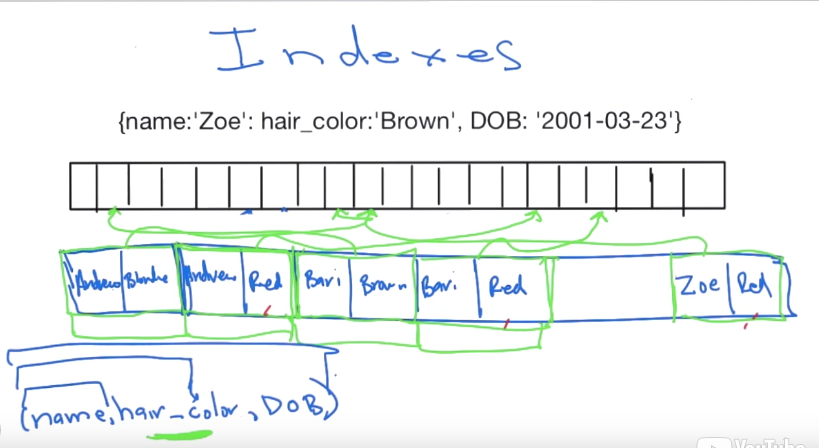 Indexes
{name:'Zoe': hair_color:'Brown', DOB: '2001-03-23'}
Andrew Blonde Andrew Red Bari Brown Bari Red Zoe Red
(name, hair_color, DOB)
YouTube